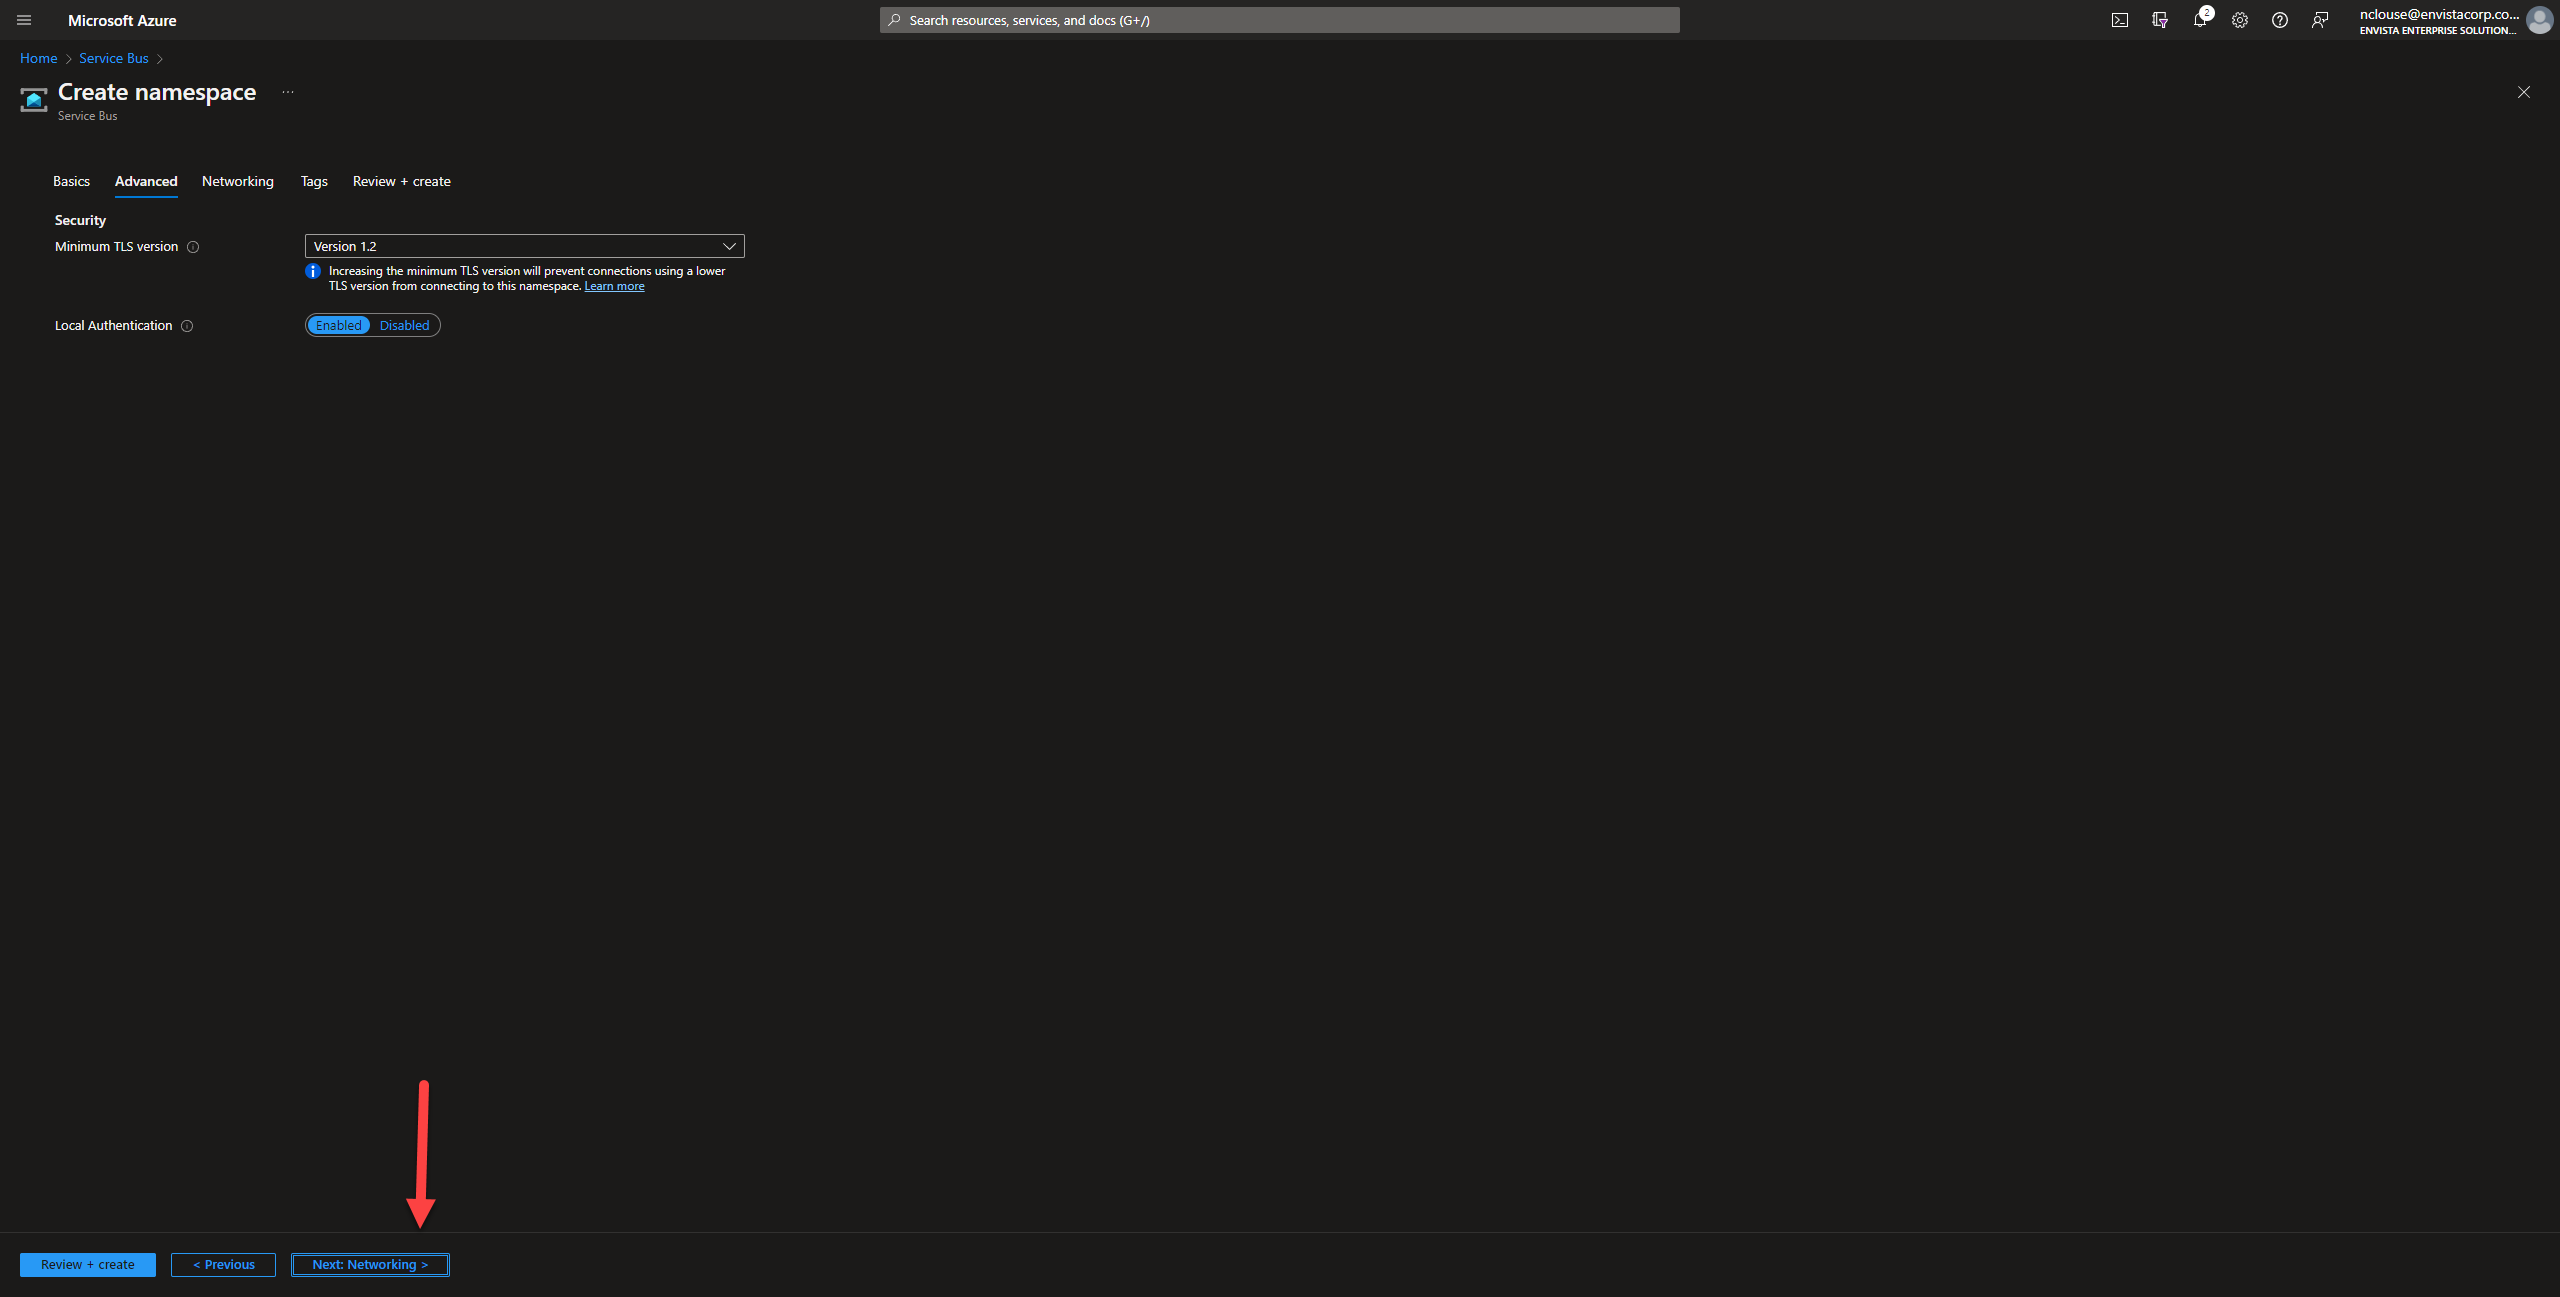 Microsoft Azure
Search resources, services, and docs (G+/)
2
nclouse@envistacorp.co...
ENVISTA ENTERPRISE SOLUTION...
Home > Service Bus >
Create namespace ...
Service Bus
Basics Advanced Networking Tags Review + create
Security
Minimum TLS version
Version 1.2
Increasing the minimum TLS version will prevent connections using a lower
TLS version from connecting to this namespace. Learn more
Local Authentication
Enabled Disabled
Review + create
< Previous
Next: Networking >